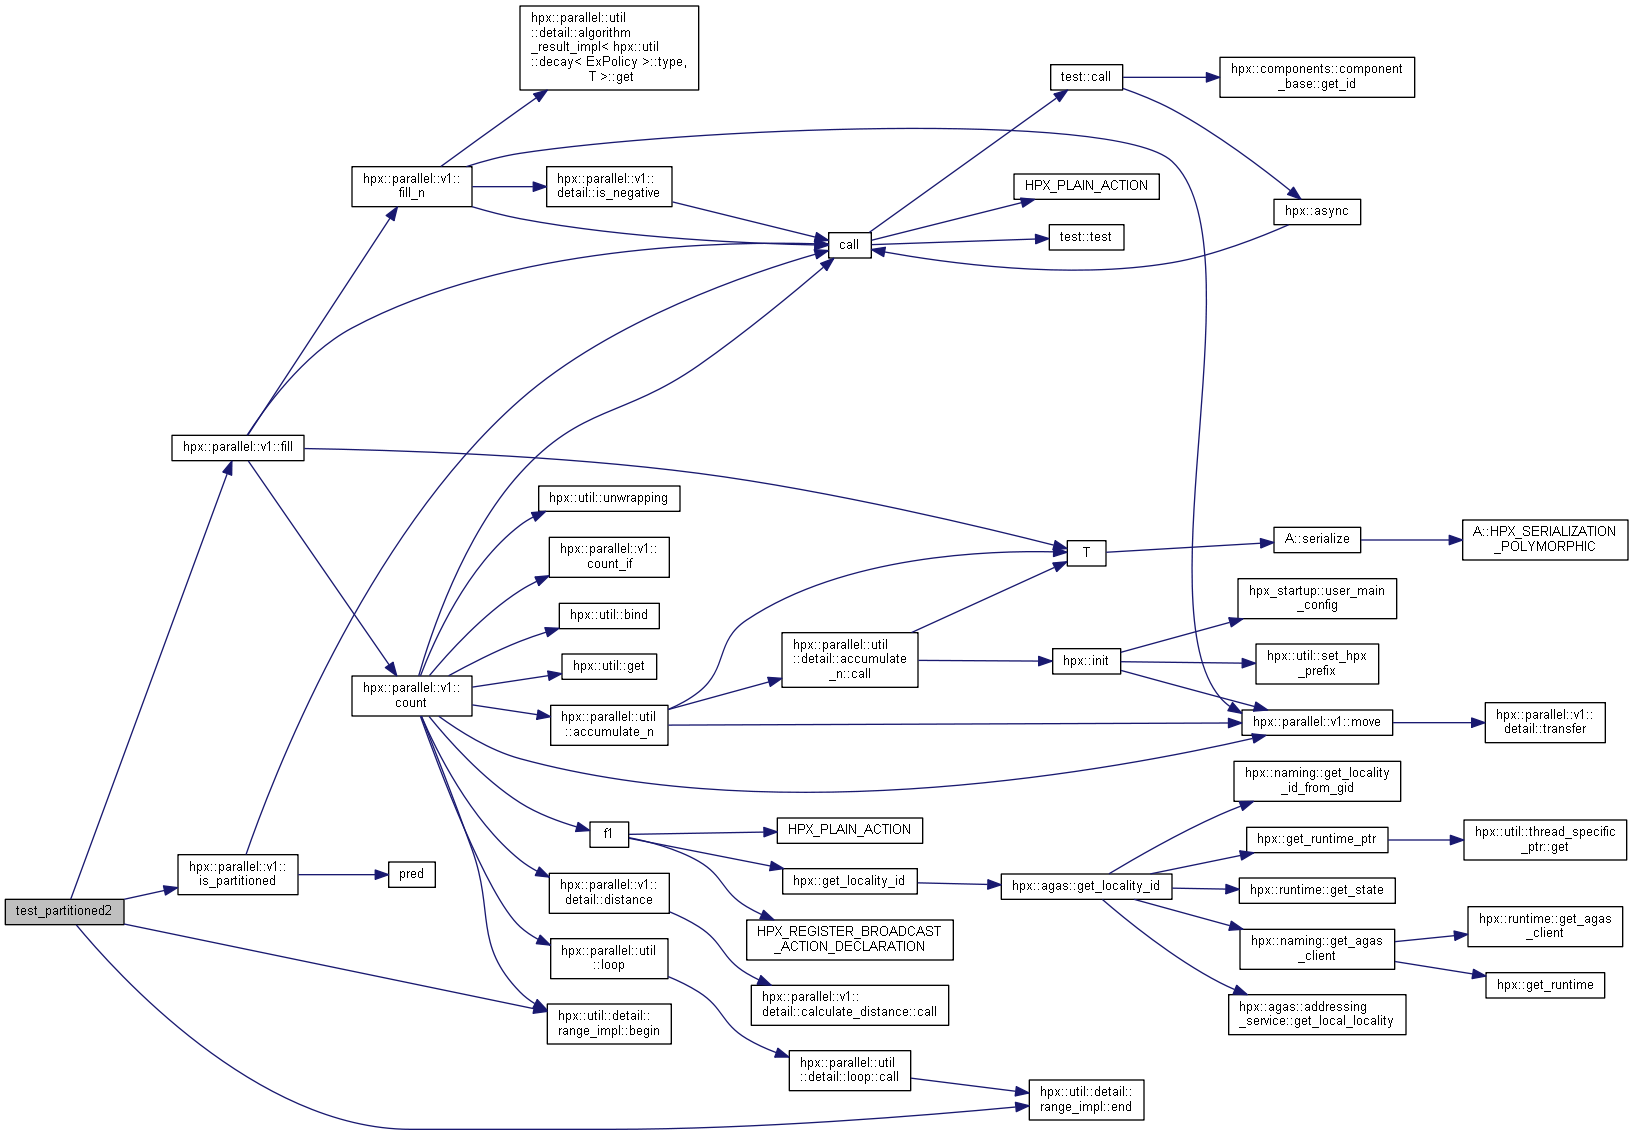 hpx::parallel::util
::detail::algorithm
_result_impl< hpx::util
::decay< ExPolicy >::type,
T >::get
test::call
hpx::components::component
_base::get_id
hpx::parallel::v1::
fill_n
hpx::parallel::v1::
detail::is_negative
HPX_PLAIN_ACTION
hpx::async
call
test::test
hpx::parallel::v1::fill
hpx::util::unwrapping
hpx::parallel::v1::
count_if
T
A::serialize
A::HPX_SERIALIZATION
_POLYMORPHIC
hpx::util::bind
hpx_startup::user_main
_config
hpx::util::get
hpx::parallel::util
::detail::accumulate
_n::call
hpx::init
hpx::util::set_hpx
_prefix
hpx::parallel::v1::
count
hpx::parallel::util
::accumulate_n
hpx::parallel::v1::move
hpx::parallel::v1::
detail::transfer
hpx::naming::get_locality
_id_from_gid
f1
HPX_PLAIN_ACTION
hpx::get_runtime_ptr
hpx::util::thread_specific
_ptr::get
hpx::parallel::v1::
is_partitioned
pred
hpx::get_locality_id
hpx::agas::get_locality_id
hpx::runtime::get_state
hpx::parallel::v1::
detail::distance
test_partitioned2
HPX_REGISTER_BROADCAST
_ACTION_DECLARATION
hpx::naming::get_agas
_client
hpx::runtime::get_agas
_client
hpx::parallel::util
::loop
hpx::get_runtime
hpx::parallel::v1::
detail::calculate_distance::call
hpx::agas::addressing
_service::get_local_locality
hpx::util::detail::
range_impl::begin
hpx::parallel::util
::detail::loop::call
hpx::util::detail::
range_impl::end